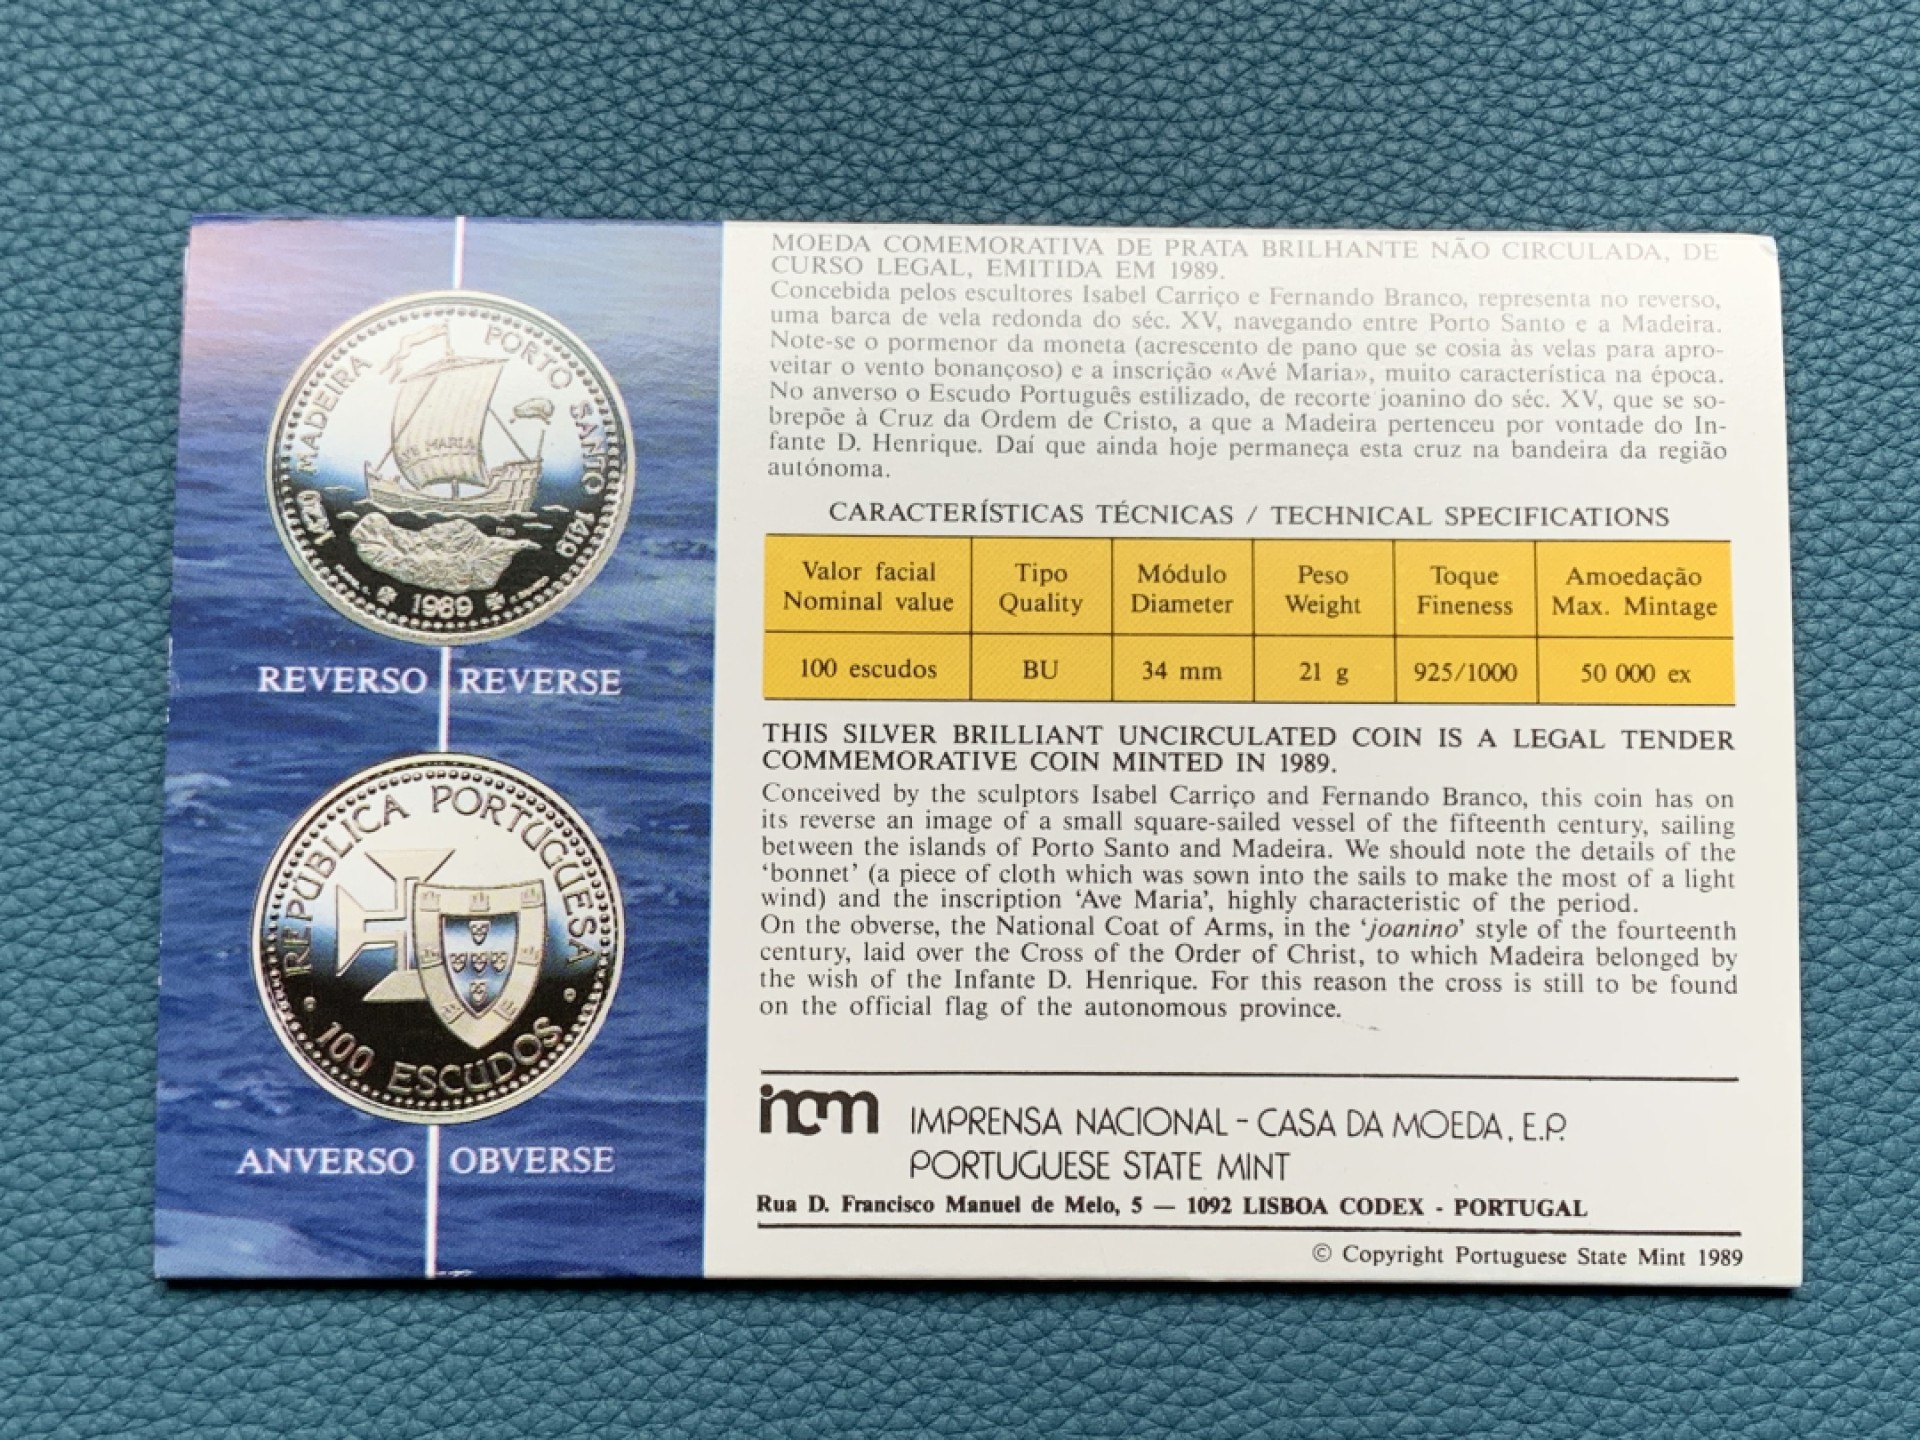 MADEIRA PORTO SANTO
1420 1419
AVE MARIA
1989
REVERSO REVERSE
REPÚBLICA PORTUGUESA
100 ESCUDOS
ANVERSO OBVERSE
MOEDA COMEMORATIVA DE PRATA BRILHANTE NÃO CIRCULADA, DE
CURSO LEGAL, EMITIDA EM 1989.
Concebida pelos escultores Isabel Carriço e Fernando Branco, representa no reverso,
uma barca de vela redonda do séc. XV, navegando entre Porto Santo e a Madeira.
Note-se o pormenor da moneta (acrescento de pano que se cosia às velas para apro-
veitar o vento bonançoso) e a inscrição «Avé Maria», muito característica na época.
No anverso o Escudo Português estilizado, de recorte joanino do séc. XV, que se so-
brepõe à Cruz da Ordem de Cristo, a que a Madeira pertenceu por vontade do In-
fante D. Henrique. Daí que ainda hoje permaneça esta cruz na bandeira da região
autónoma.
CARACTERÍSTICAS TÉCNICAS / TECHNICAL SPECIFICATIONS
Valor facial Tipo Módulo Peso Toque Amoedação
Nominal value Quality Diameter Weight Fineness Max. Mintage
100 escudos BU 34 mm 21 g 925/1000 50 000 ex
THIS SILVER BRILLIANT UNCIRCULATED COIN IS A LEGAL TENDER
COMMEMORATIVE COIN MINTED IN 1989.
Conceived by the sculptors Isabel Carriço and Fernando Branco, this coin has on
its reverse an image of a small square-sailed vessel of the fifteenth century, sailing
between the islands of Porto Santo and Madeira. We should note the details of the
‘bonnet’ (a piece of cloth which was sown into the sails to make the most of a light
wind) and the inscription ‘Ave Maria’, highly characteristic of the period.
On the obverse, the National Coat of Arms, in the ‘joanino’ style of the fourteenth
century, laid over the Cross of the Order of Christ, to which Madeira belonged by
the wish of the Infante D. Henrique. For this reason the cross is still to be found
on the official flag of the autonomous province.
incm IMPRENSA NACIONAL - CASA DA MOEDA, E.P.
PORTUGUESE STATE MINT
Rua D. Francisco Manuel de Melo, 5 — 1092 LISBOA CODEX - PORTUGAL
© Copyright Portuguese State Mint 1989